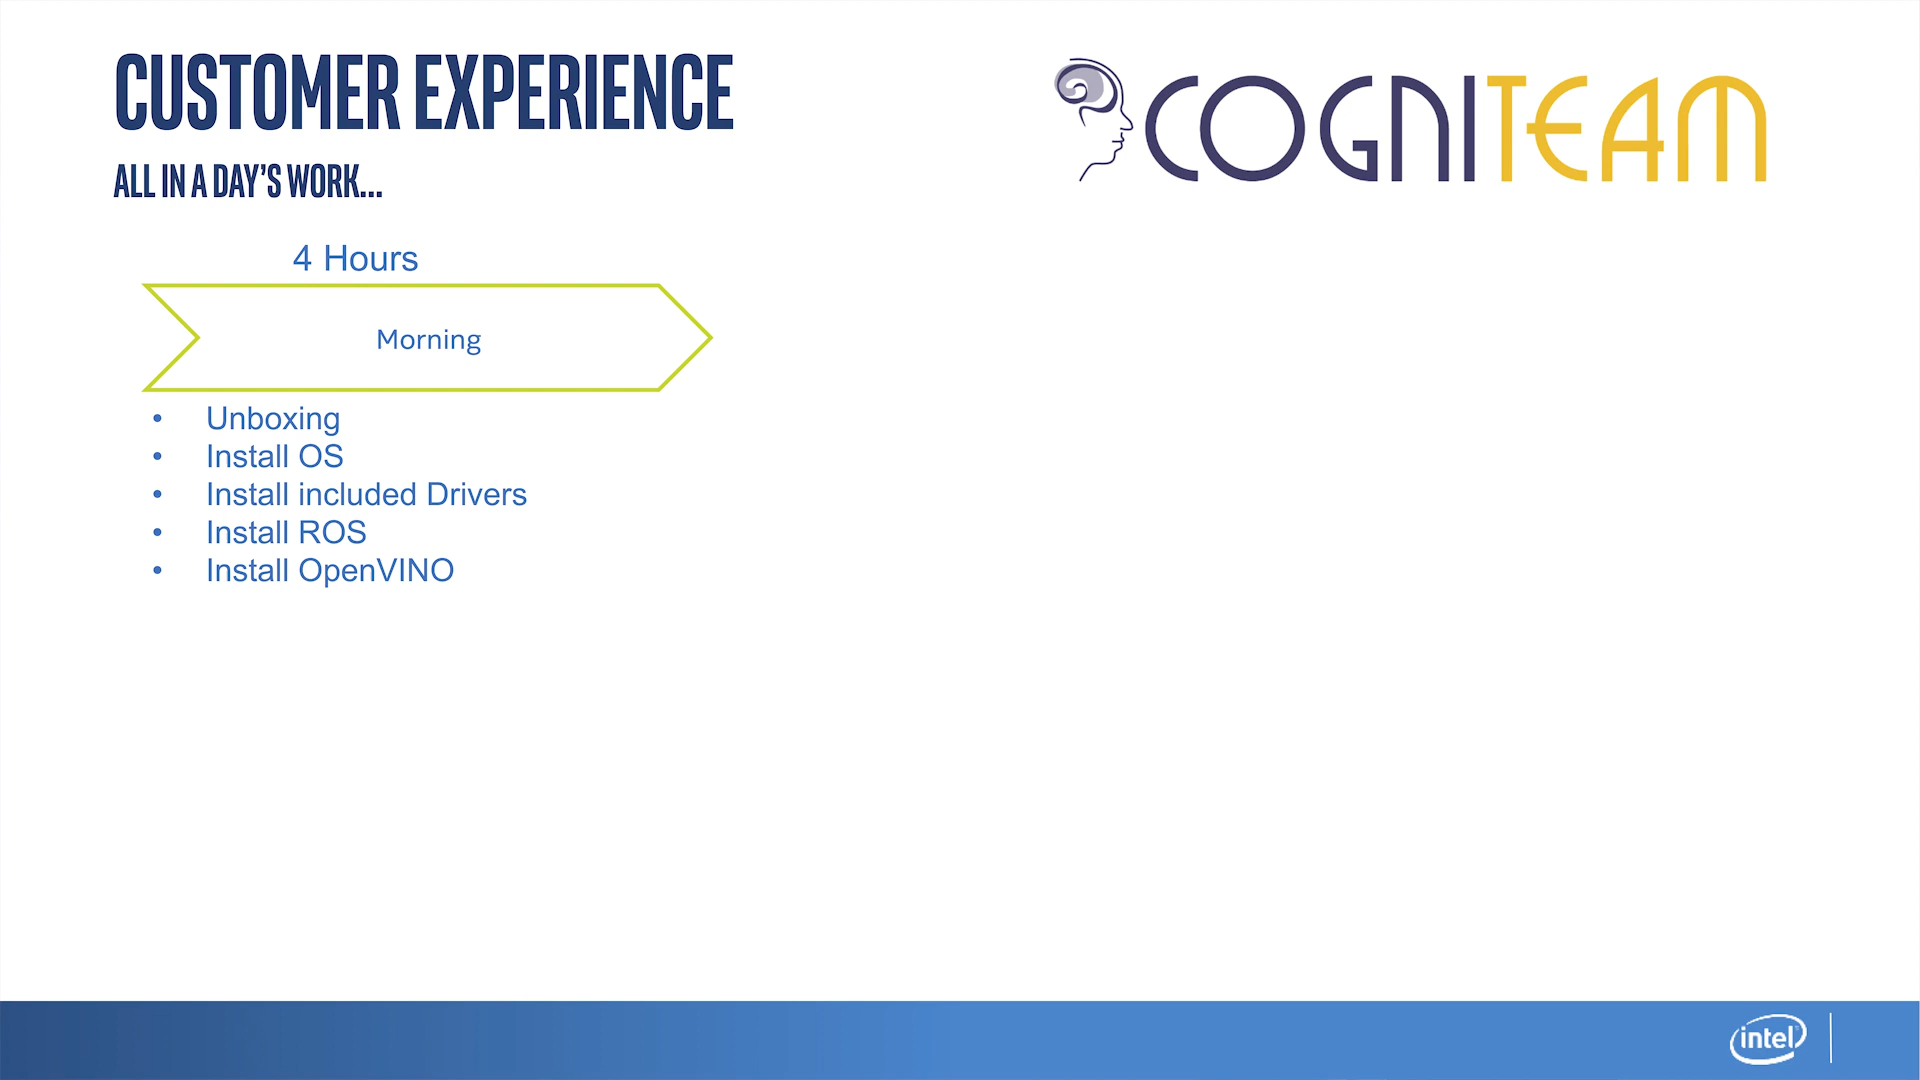 CUSTOMER EXPERIENCE
ALL IN A DAY'S WORK...
COGNITEAM
4 Hours
Morning
• Unboxing
• Install OS
• Install included Drivers
• Install ROS
• Install OpenVINO
intel